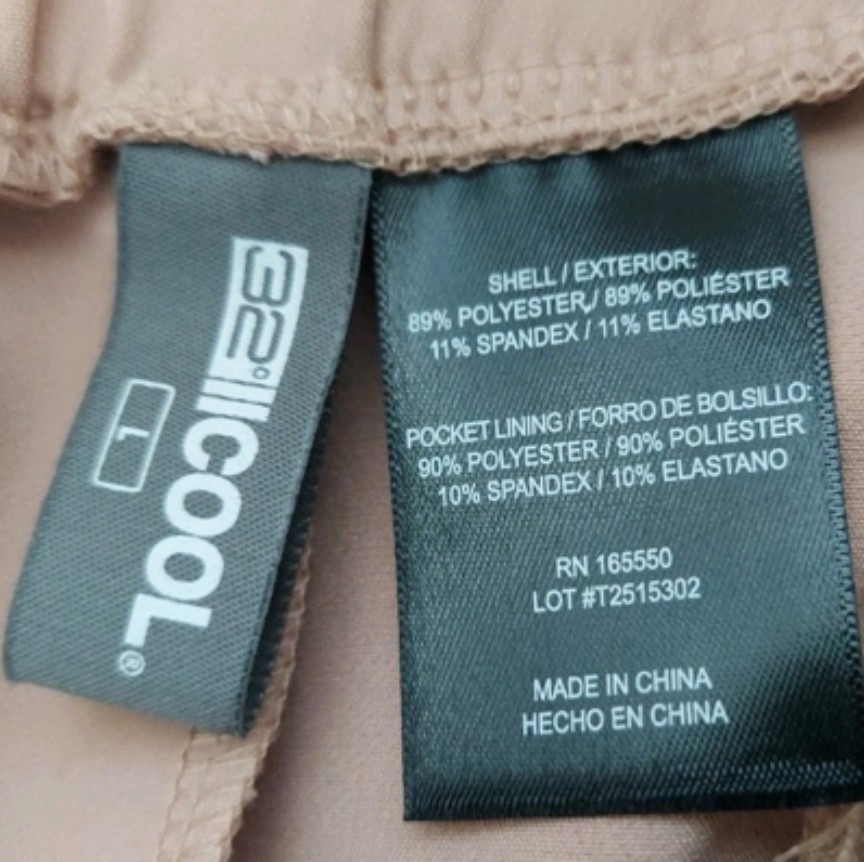 32° COOL®
L
SHELL / EXTERIOR:
89% POLYESTER / 89% POLIÉSTER
11% SPANDEX / 11% ELASTANO
POCKET LINING / FORRO DE BOLSILLO:
90% POLYESTER / 90% POLIÉSTER
10% SPANDEX / 10% ELASTANO
RN 165550
LOT #T2515302
MADE IN CHINA
HECHO EN CHINA